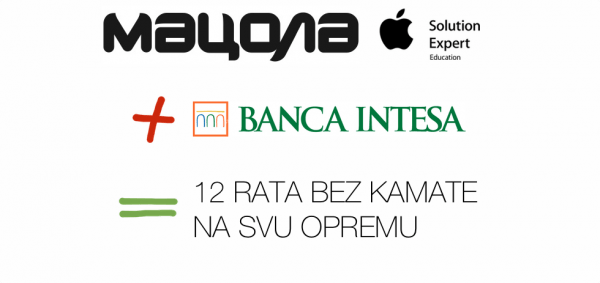 мацола
Solution
Expert
Education
+
BANCA INTESA
=
12 RATA BEZ KAMATE
NA SVU OPREMU